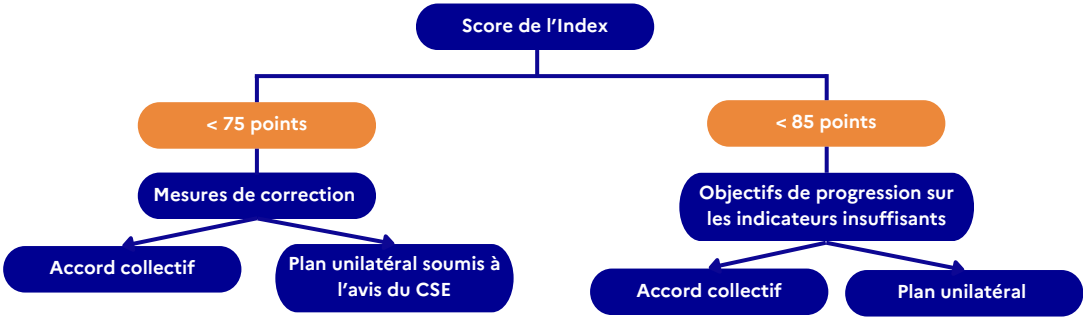 Score de l'Index
< 75 points
< 85 points
Mesures de correction
Objectifs de progression sur
les indicateurs insuffisants
Accord collectif
Plan unilatéral soumis à
l'avis du CSE
Accord collectif
Plan unilatéral